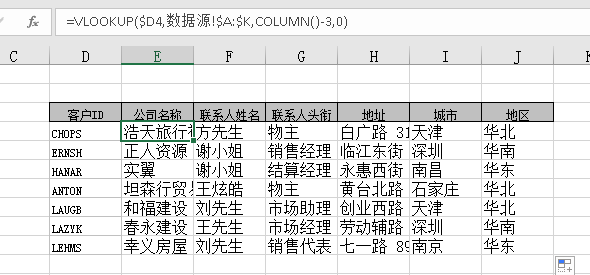 fx =VLOOKUP($D4,数据源!$A:$K,COLUMN()-3,0)
C D E F G H I J K
客户ID 公司名称 联系人姓名 联系人头衔 地址 城市 地区
CHOPS 浩天旅行社 方先生 物主 白广路 31 天津 华北
ERNSH 正人资源 谢小姐 销售经理 临江东街 深圳 华南
HANAR 实翼 谢小姐 结算经理 永惠西街 南昌 华东
ANTON 坦森行贸易 王炫皓 物主 黄台北路 石家庄 华北
LAUGB 和福建设 刘先生 市场助理 创业西路 天津 华北
LAZYK 春永建设 王先生 市场经理 劳动辅路 深圳 华南
LEHMS 幸义房屋 刘先生 销售代表 七一路 89 南京 华东